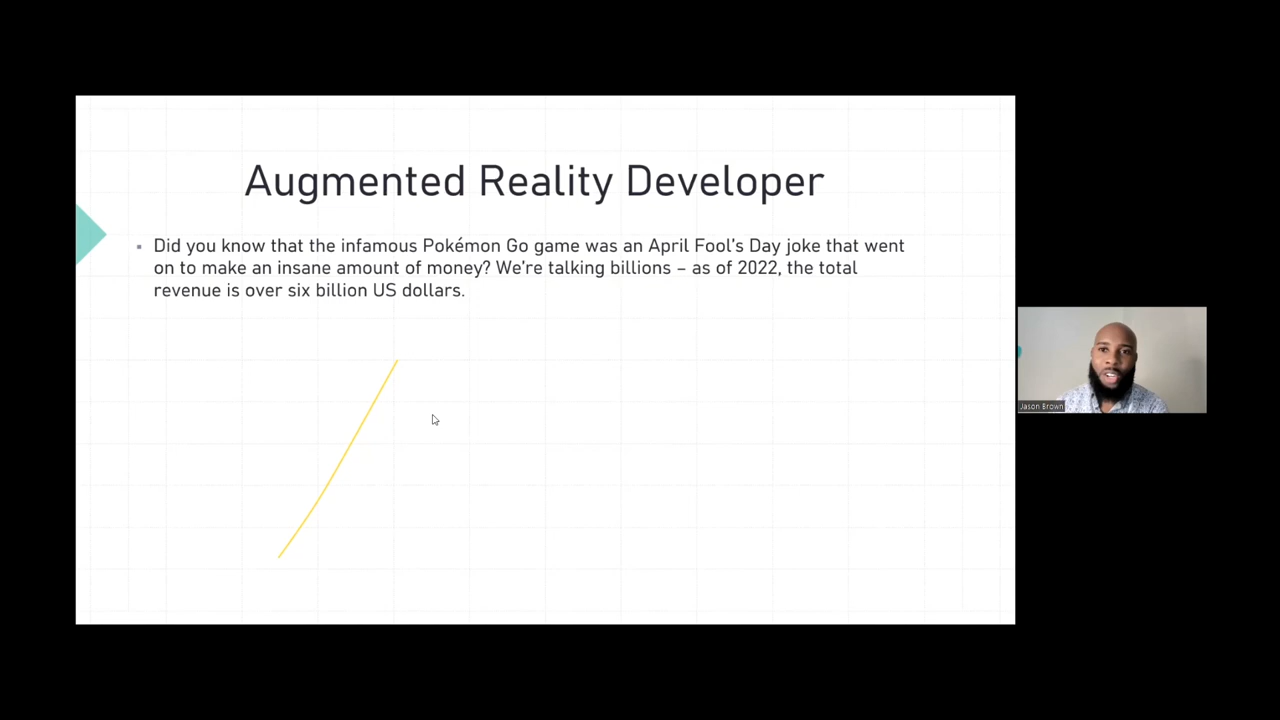 Augmented Reality Developer
Did you know that the infamous Pokémon Go game was an April Fool's Day joke that went
on to make an insane amount of money? We're talking billions – as of 2022, the total
revenue is over six billion US dollars.
Jason Brown